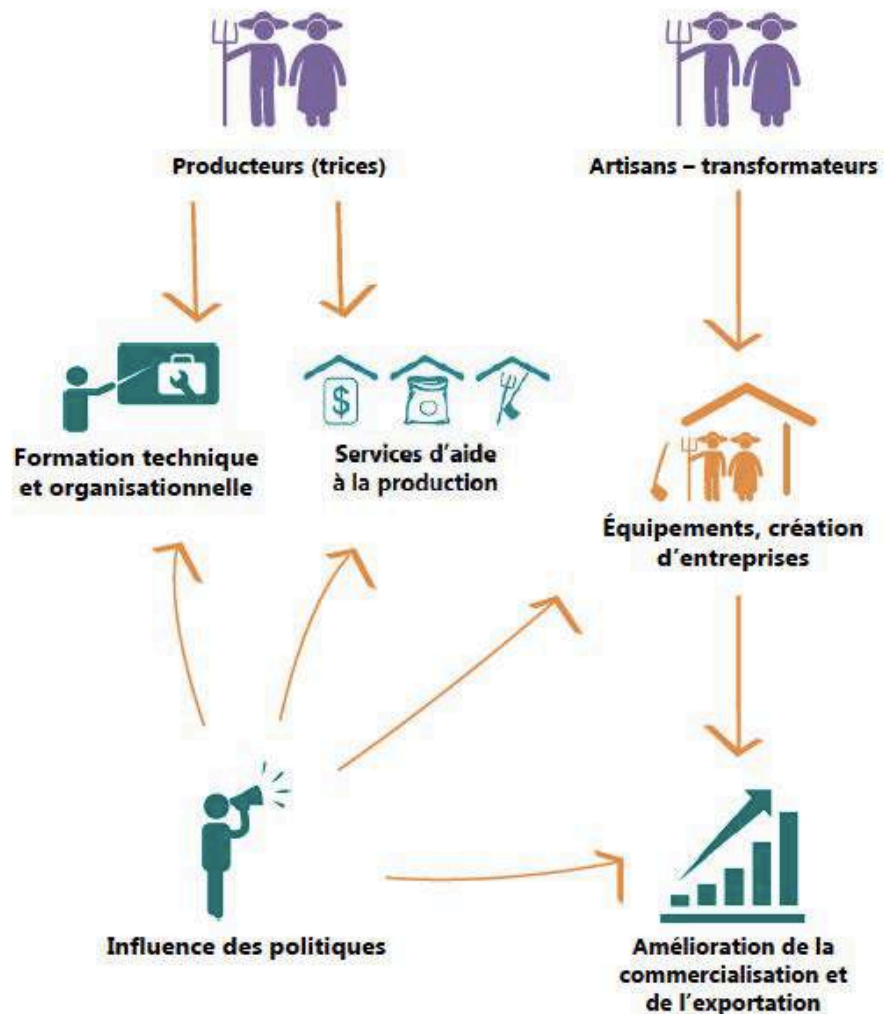 Producteurs (trices)
Artisans – transformateurs
$
Formation technique
et organisationnelle
Services d'aide
à la production
Équipements, création
d'entreprises
Influence des politiques
Amélioration de la
commercialisation et
de l'exportation